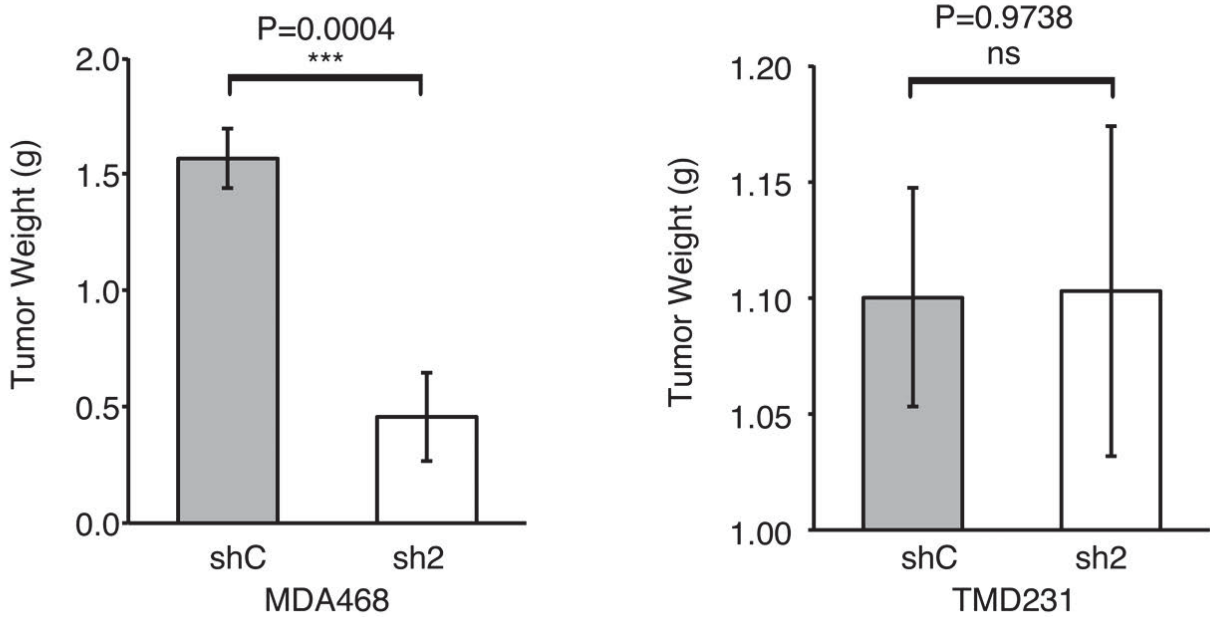 P=0.0004
***
Tumor Weight (g)
2.0
1.5
1.0
0.5
0.0
shC sh2
MDA468
P=0.9738
ns
Tumor Weight (g)
1.20
1.15
1.10
1.05
1.00
shC sh2
TMD231